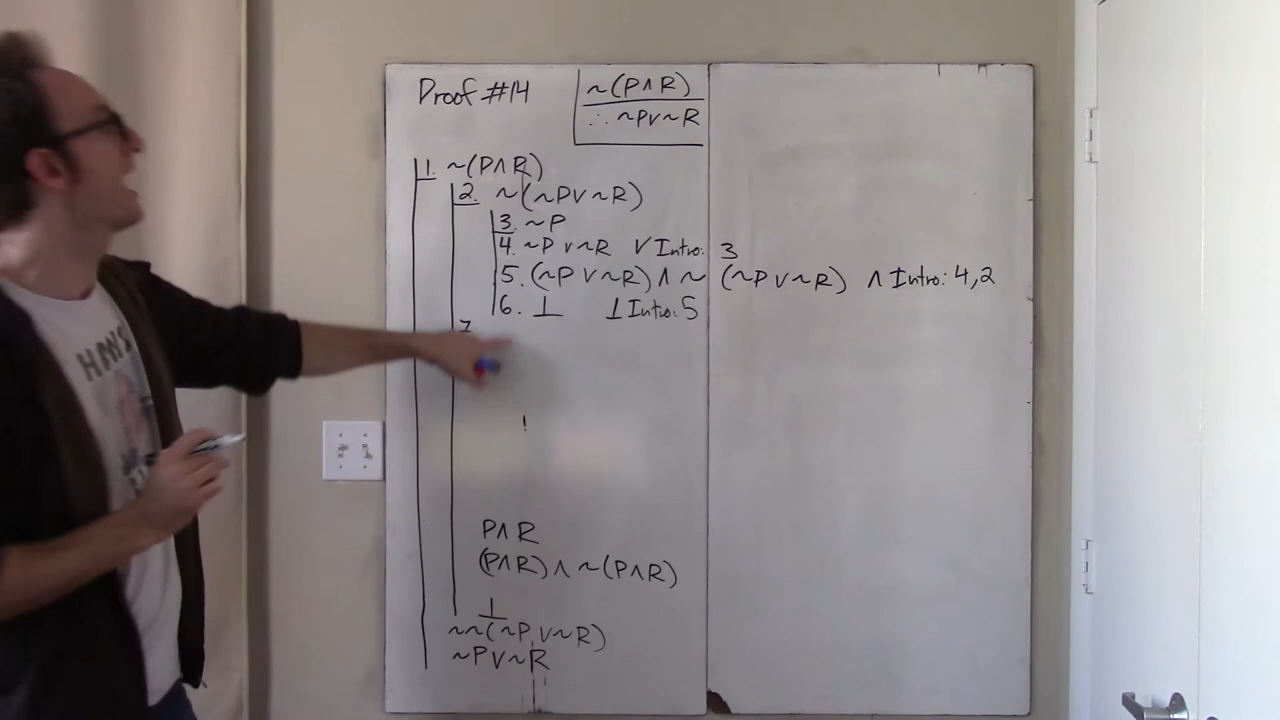 Proof #14
~(P∧R)
∴ ~P∨~R
1. ~(P∧R)
2. ~(~P∨~R)
3. ~P
4. ~P∨~R ∨ Intro: 3
5. (~P∨~R)∧~(~P∨~R) ∧ Intro: 4,2
6. ⊥ ⊥ Intro: 5
7
P∧R
(P∧R)∧~(P∧R)
⊥
~~(~P∨~R)
~P∨~R